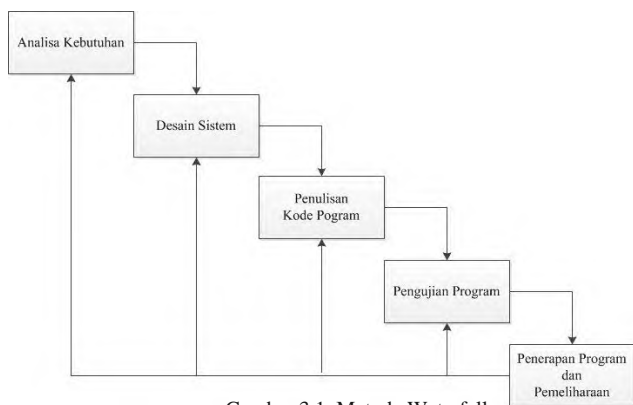 Analisa Kebutuhan
Desain Sistem
Penulisan
Kode Pogram
Pengujian Program
Penerapan Program
dan
Pemeliharaan